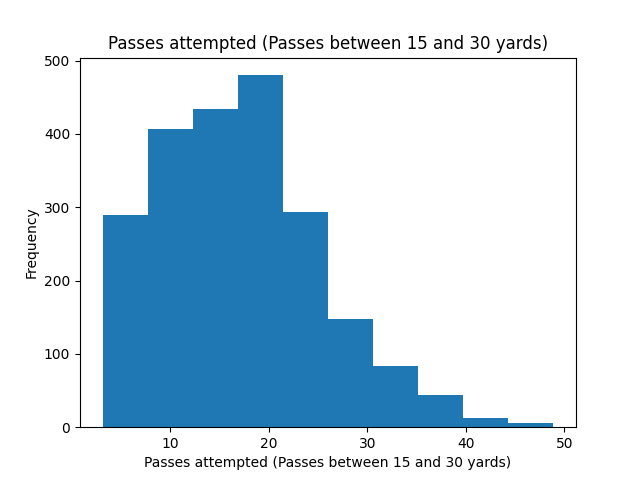 Passes attempted (Passes between 15 and 30 yards)
500
400
300
200
100
0
Frequency
10 20 30 40 50
Passes attempted (Passes between 15 and 30 yards)